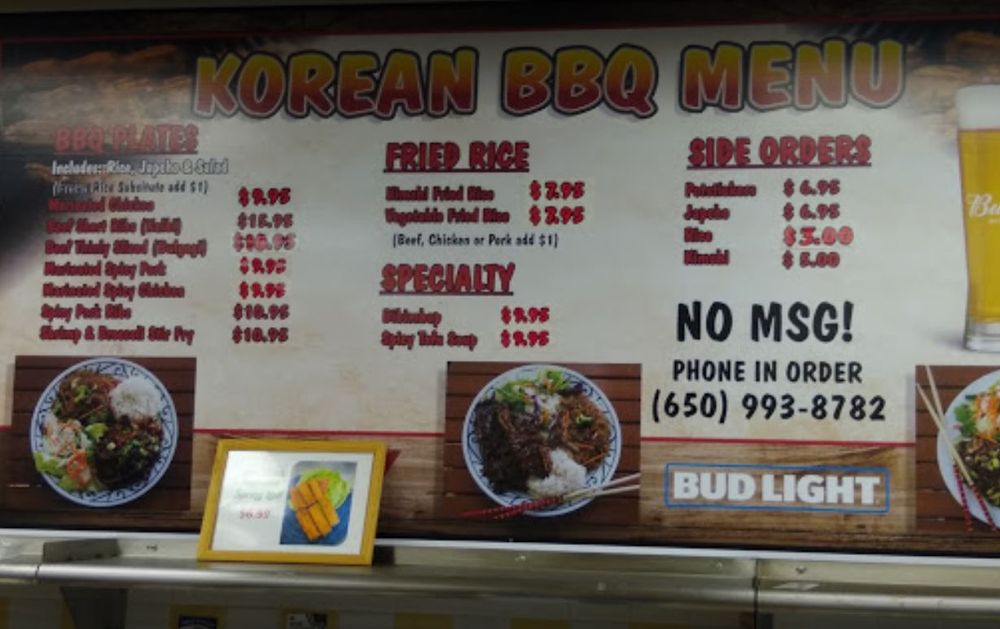 KOREAN BBQ MENU
BBQ PLATES
Includes: Rice, Japche & Salad
(Fried Rice Substitute add $1)
Marinated Chicken $9.95
Beef Short Ribs (Kalbi) $15.95
Beef Thinly Sliced (Bulgogi)
Marinated Spicy Pork $9.95
Marinated Spicy Chicken $9.95
Spicy Pork Ribs $10.95
Shrimp & Broccoli Stir Fry $10.95
FRIED RICE
Kimchi Fried Rice $7.95
Vegetable Fried Rice $7.95
(Beef, Chicken or Pork add $1)
SPECIALTY
Bibimbap $9.95
Spicy Tofu Soup $9.95
SIDE ORDERS
$6.95
Japche $6.95
Rice $3.00
Kimchi $5.00
NO MSG!
PHONE IN ORDER
(650) 993-8782
BUD LIGHT
Bu
Spring Roll
$6.99